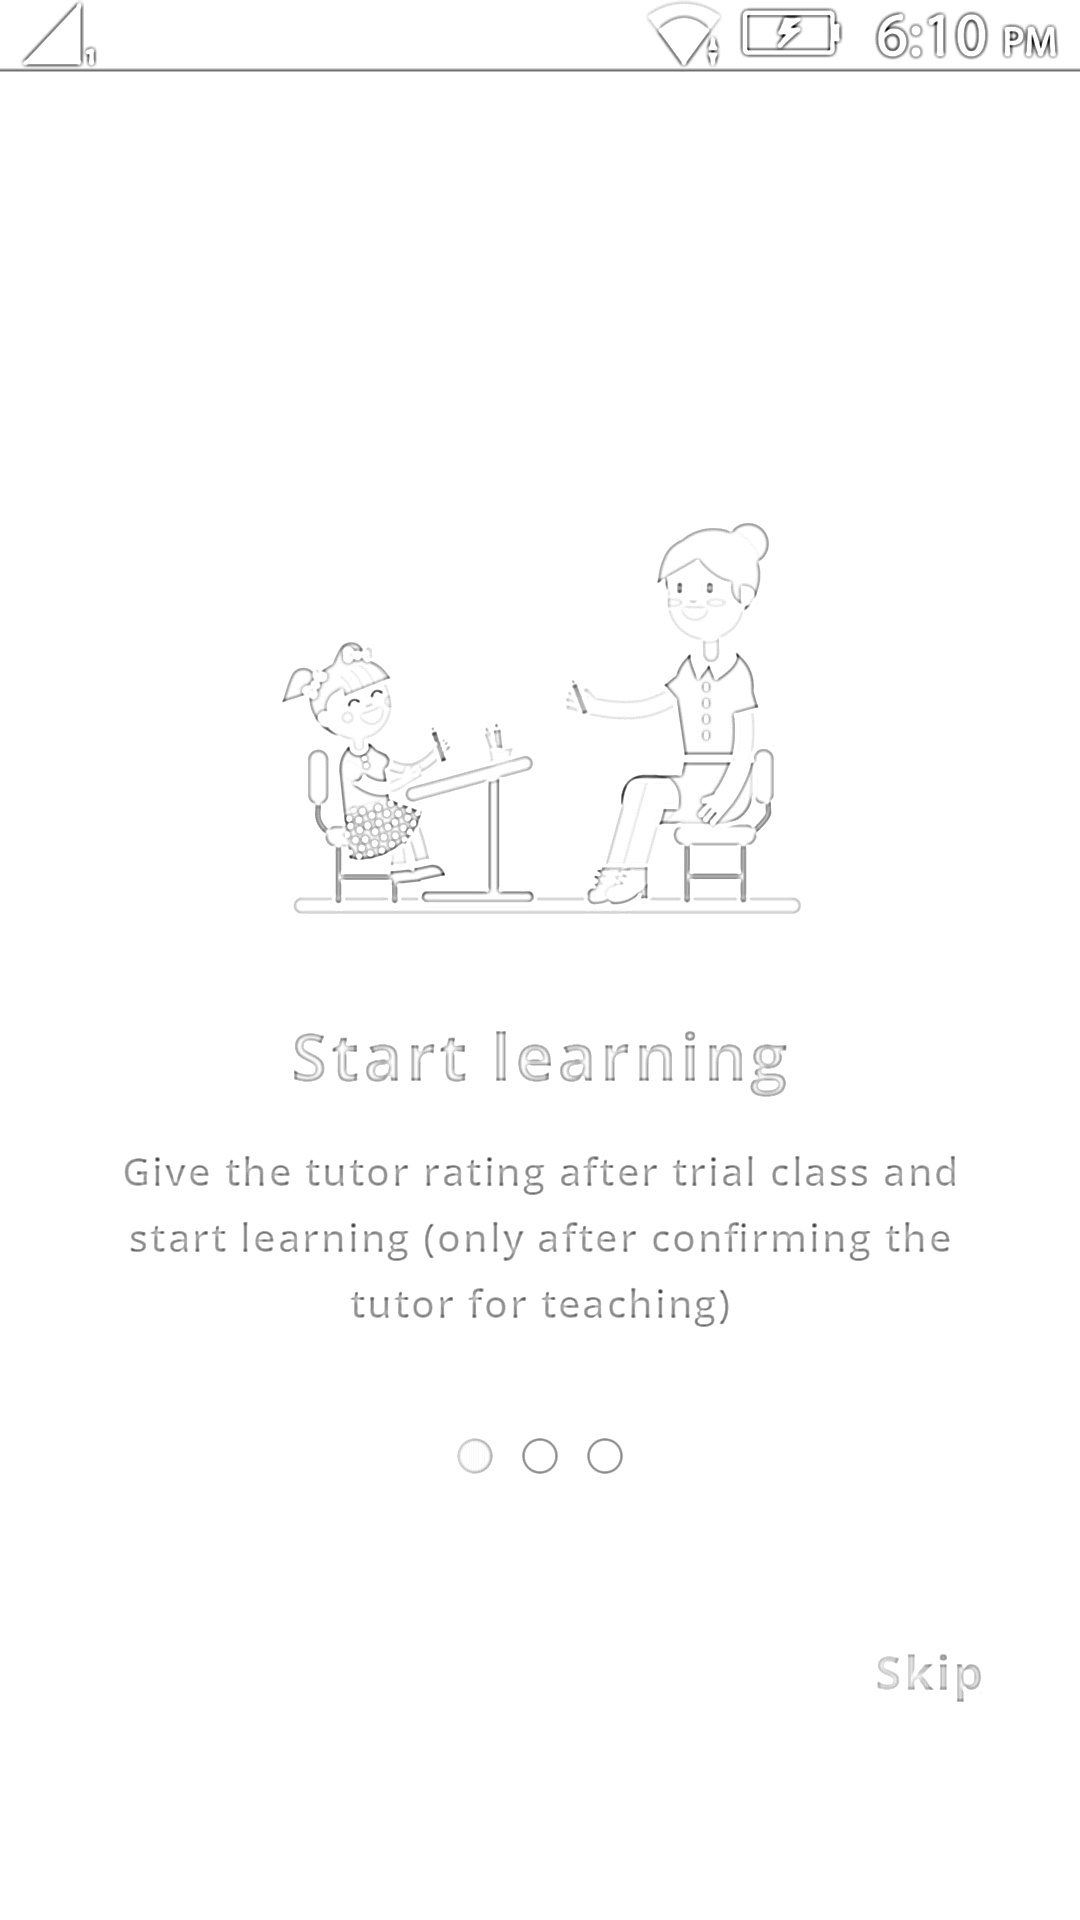 1 6:10 PM
Start learning
Give the tutor rating after trial class and
start learning (only after confirming the
tutor for teaching)
Skip